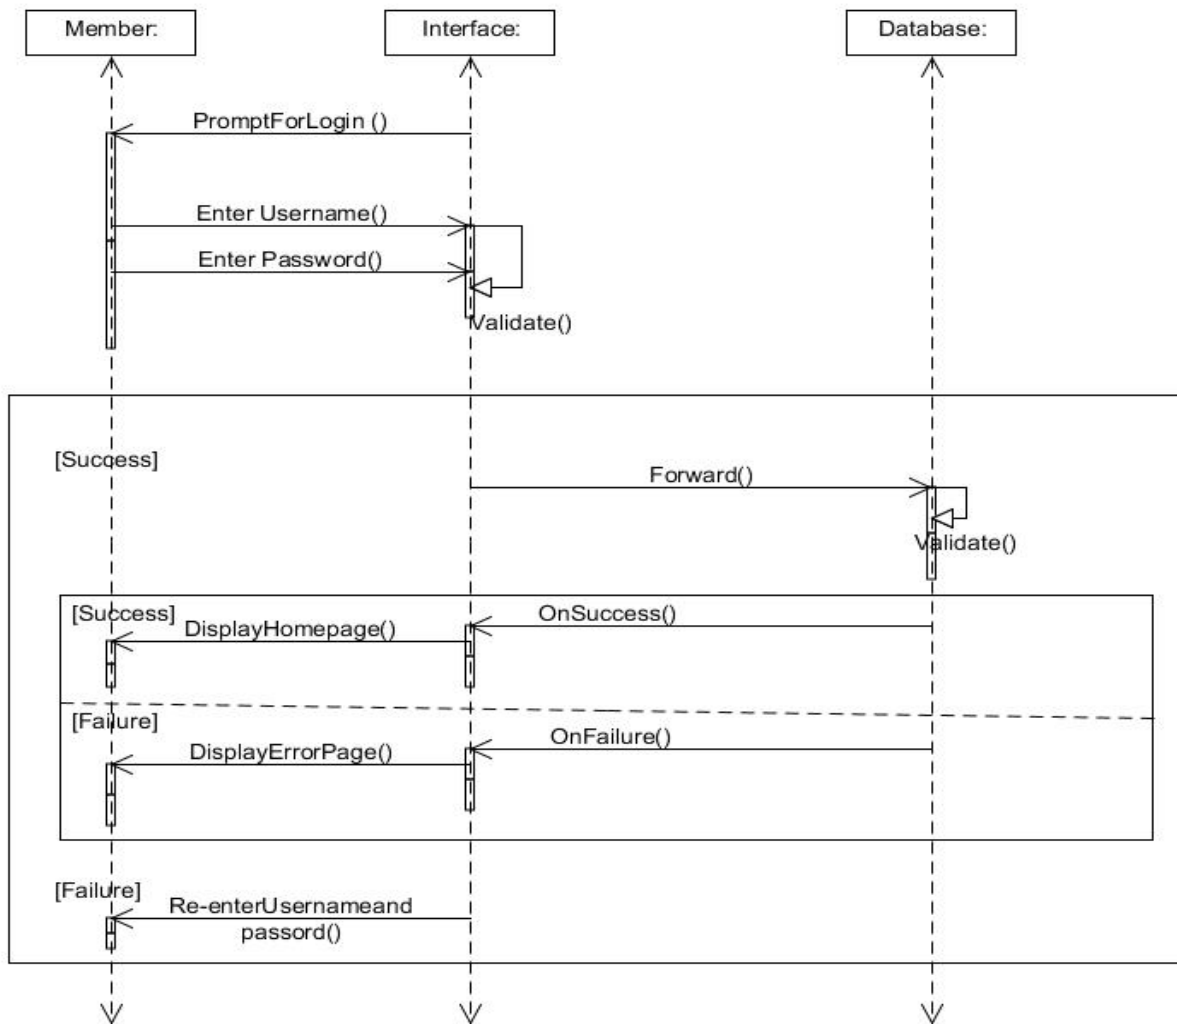 Member:
Interface:
Database:
PromptForLogin ()
Enter Username()
Enter Password()
Validate()
[Success]
Forward()
Validate()
[Success]
OnSuccess()
DisplayHomepage()
[Failure]
OnFailure()
DisplayErrorPage()
[Failure]
Re-enterUsernameand
passord()